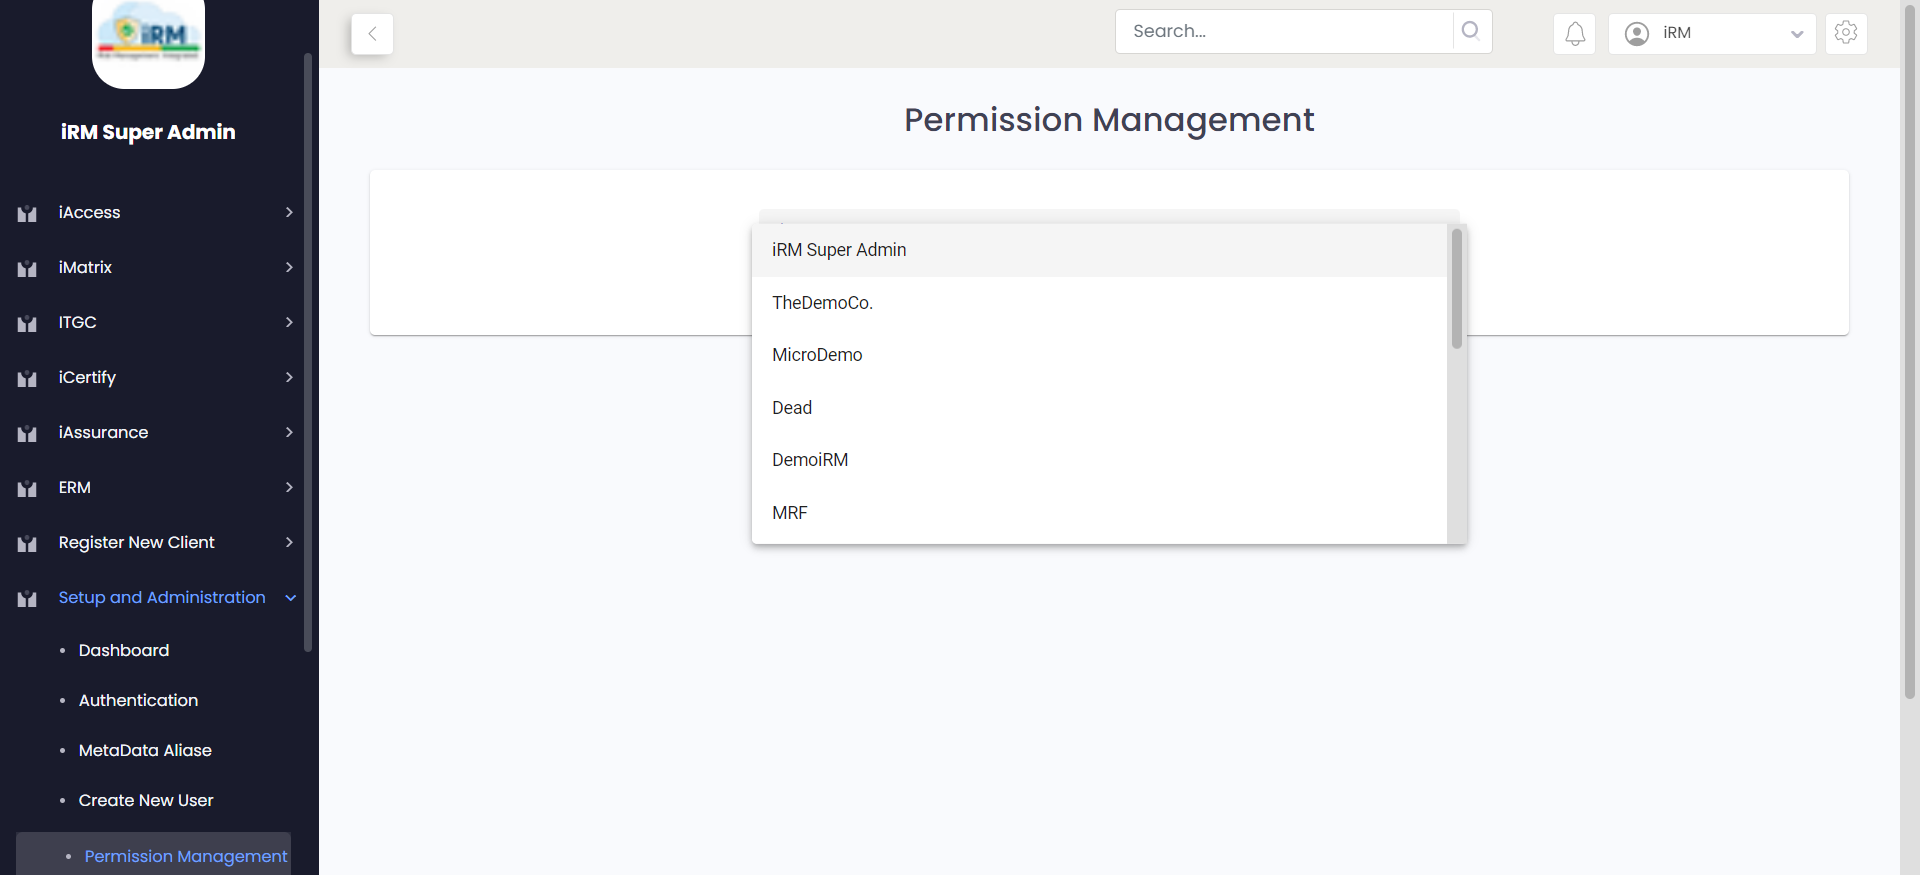 iRM
iRM Super Admin
iAccess
iMatrix
ITGC
iCertify
iAssurance
ERM
Register New Client
Setup and Administration
Dashboard
Authentication
MetaData Aliase
Create New User
Permission Management
Search...
iRM
Permission Management
iRM Super Admin
TheDemoCo.
MicroDemo
Dead
DemoiRM
MRF